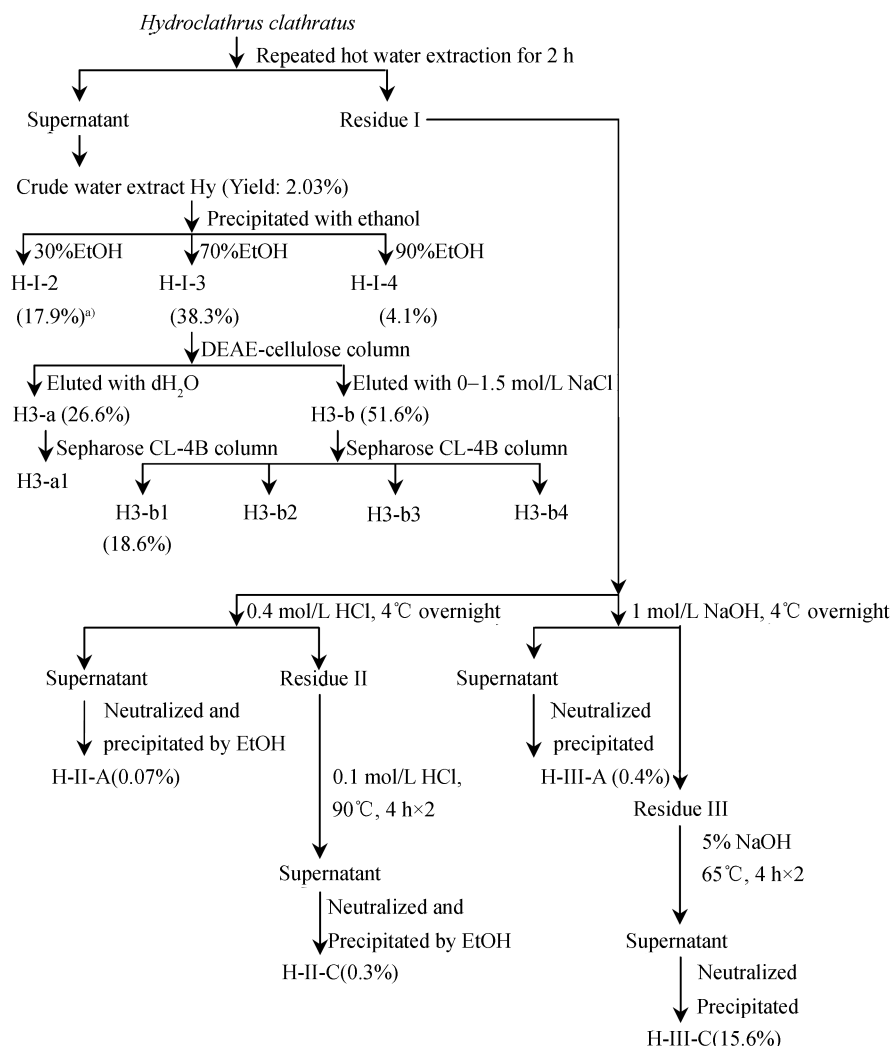 Hydroclathrus clathratus
Repeated hot water extraction for 2 h
Supernatant
Residue I
Crude water extract Hy (Yield: 2.03%)
Precipitated with ethanol
30%EtOH
70%EtOH
90%EtOH
H-I-2
H-I-3
H-I-4
(17.9%)a)
(38.3%)
(4.1%)
DEAE-cellulose column
Eluted with dH2O
Eluted with 0–1.5 mol/L NaCl
H3-a (26.6%)
H3-b (51.6%)
Sepharose CL-4B column
Sepharose CL-4B column
H3-a1
H3-b1
H3-b2
H3-b3
H3-b4
(18.6%)
0.4 mol/L HCl, 4℃ overnight
1 mol/L NaOH, 4℃ overnight
Supernatant
Residue II
Supernatant
Neutralized and
precipitated by EtOH
Neutralized
precipitated
H-II-A(0.07%)
0.1 mol/L HCl,
90℃, 4 h×2
H-III-A (0.4%)
Residue III
5% NaOH
65℃, 4 h×2
Supernatant
Neutralized and
Precipitated by EtOH
Supernatant
H-II-C(0.3%)
Neutralized
Precipitated
H-III-C(15.6%)